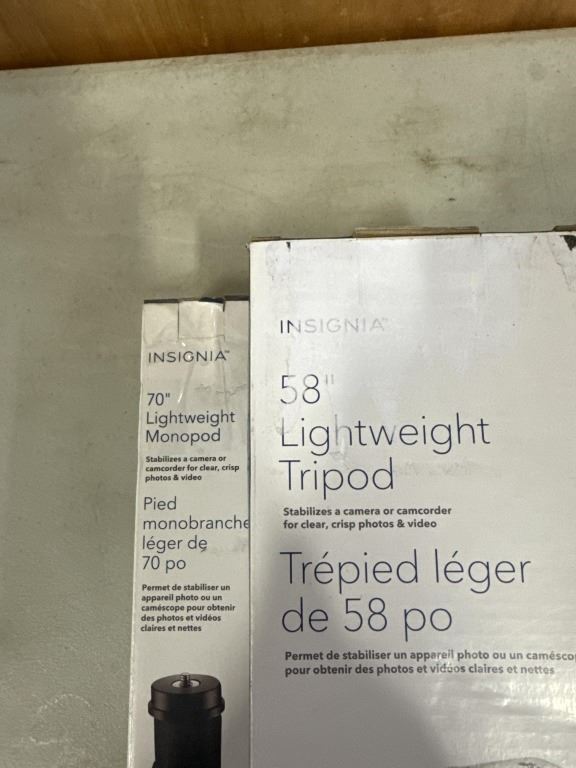 INSIGNIA™
70"
Lightweight
Monopod
Stabilizes a camera or
camcorder for clear, crisp
photos & video
Pied
monobranche
léger de
70 po
Permet de stabiliser un
appareil photo ou un
caméscope pour obtenir
des photos et vidéos
claires et nettes
INSIGNIA™
58"
Lightweight
Tripod
Stabilizes a camera or camcorder
for clear, crisp photos & video
Trépied léger
de 58 po
Permet de stabiliser un appareil photo ou un caméscop
pour obtenir des photos et vidéos claires et nettes